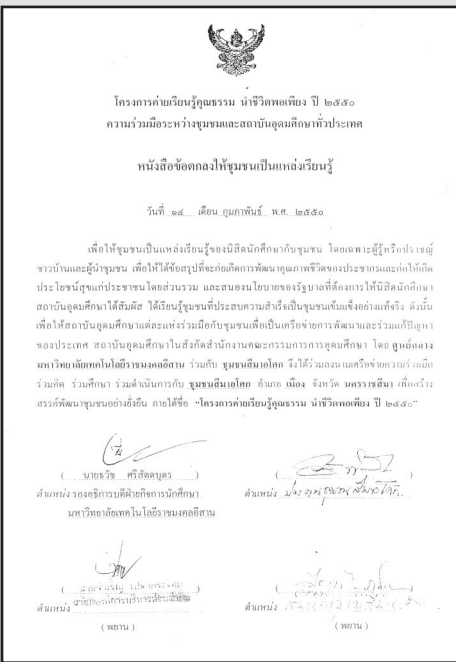 โครงการค่ายเรียนรู้คุณธรรม นำชีวิตพอเพียง ปี ๒๕๕๐
ความร่วมมือระหว่างชุมชนและสถาบันอุดมศึกษาทั่วประเทศ
หนังสือข้อตกลงให้ชุมชนเป็นแหล่งเรียนรู้
วันที่ ๑๔ เดือน กุมภาพันธ์ พ.ศ. ๒๕๕๐
เพื่อให้ชุมชนเป็นแหล่งเรียนรู้ของนิสิตนักศึกษากับชุมชน โดยเฉพาะผู้รู้หรือปราชญ์
ชาวบ้านและผู้นำชุมชน เพื่อให้ได้ข้อสรุปที่จะก่อเกิดการพัฒนาคุณภาพชีวิตของประชากรและก่อให้เกิด
ประโยชน์สุขแก่ประชาชนโดยส่วนรวม และสนองนโยบายของรัฐบาลที่ต้องการให้นิสิตนักศึกษา
สถาบันอุดมศึกษาได้สัมผัส ได้เรียนรู้ชุมชนที่ประสบความสำเร็จเป็นชุมชนเข้มแข็งอย่างแท้จริง ดังนั้น
เพื่อให้สถาบันอุดมศึกษาแต่ละแห่งร่วมมือกับชุมชนเพื่อเป็นเครือข่ายการพัฒนาและร่วมแก้ปัญหา
ของประเทศ สถาบันอุดมศึกษาในสังกัดสำนักงานคณะกรรมการการอุดมศึกษา โดย ศูนย์กลาง
มหาวิทยาลัยเทคโนโลยีราชมงคลอีสาน ร่วมกับ ชุมชนสีมาอโศก จึงได้ร่วมลงนามเครือข่ายความร่วมมือ
ร่วมคิด ร่วมศึกษา ร่วมดำเนินการกับ ชุมชนสีมาอโศก อำเภอ เมือง จังหวัด นครราชสีมา เพื่อสร้าง
สรรค์พัฒนาชุมชนอย่างยั่งยืน ภายใต้ชื่อ "โครงการค่ายเรียนรู้คุณธรรม นำชีวิตพอเพียง ปี ๒๕๕๐"
( นายธวัช ศรีสัตตบุตร )
ตำแหน่ง รองอธิการบดีฝ่ายกิจการนักศึกษา
มหาวิทยาลัยเทคโนโลยีราชมงคลอีสาน
ตำแหน่ง ประธานชุมชนสีมาอโศก
ตำแหน่ง
( พยาน )
ตำแหน่ง
( พยาน )